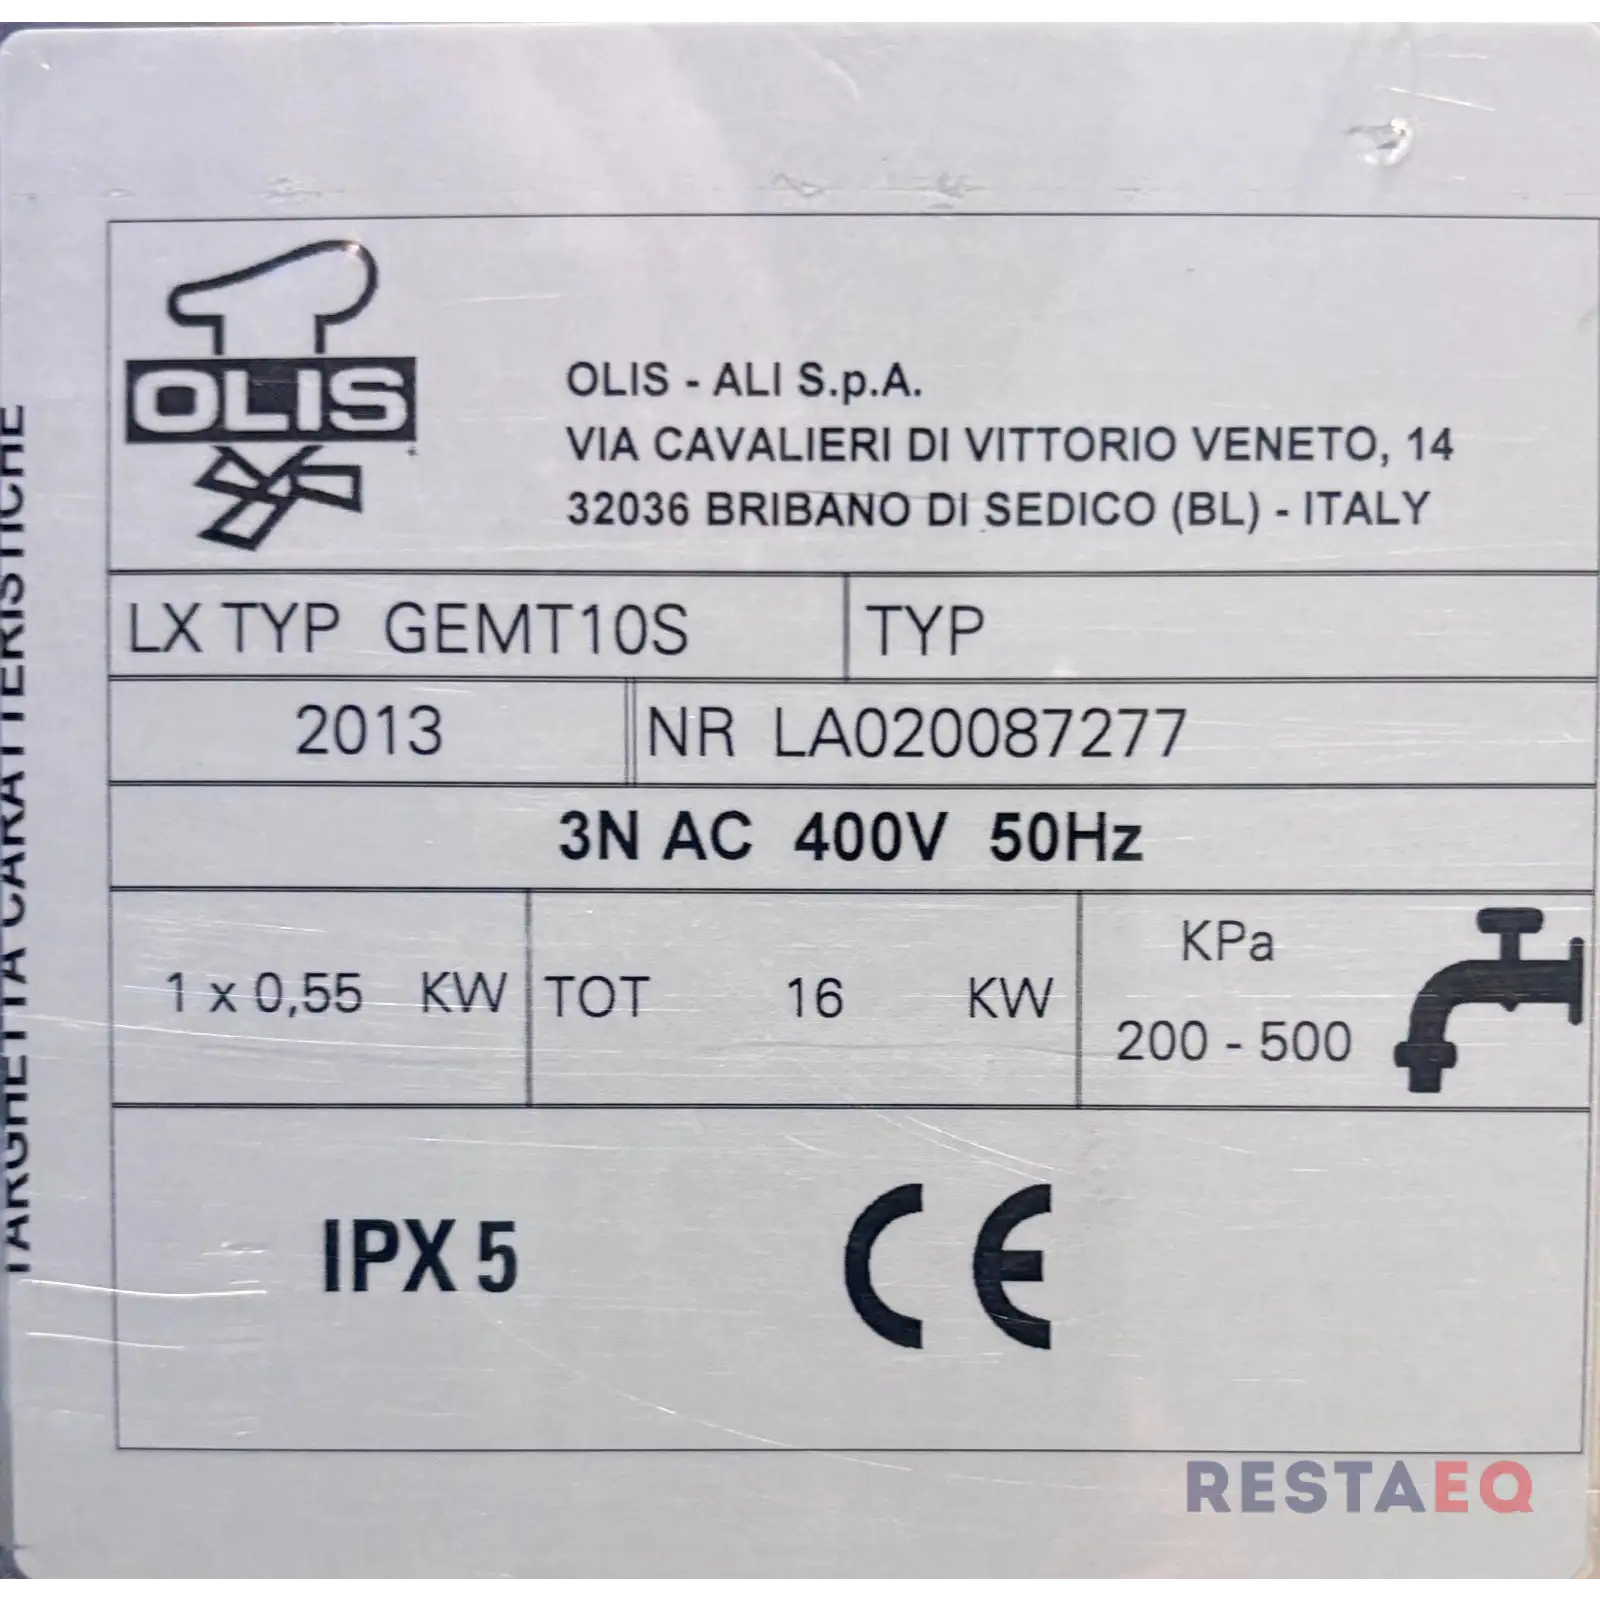 OLIS
OLIS - ALI S.p.A.
VIA CAVALIERI DI VITTORIO VENETO, 14
32036 BRIBANO DI SEDICO (BL) - ITALY
LX TYP GEMT10S TYP
2013 NR LA020087277
3N AC 400V 50Hz
1 x 0,55 KW TOT 16 KW
KPa
200 - 500
IPX 5 CE
TARGHETTA CARATTERISTICHE
RESTAEQ